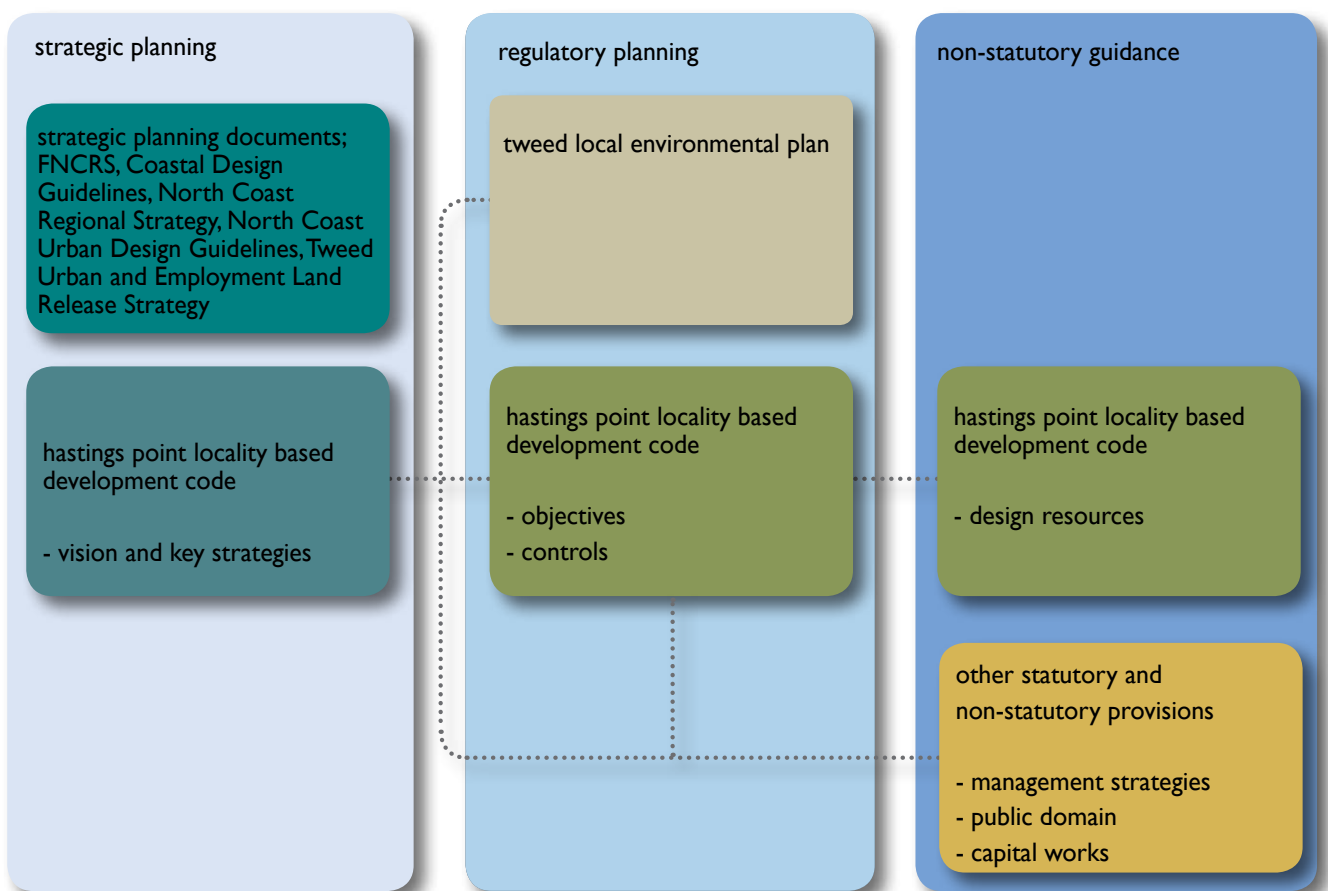 strategic planning
strategic planning documents;
FNCRS, Coastal Design
Guidelines, North Coast
Regional Strategy, North Coast
Urban Design Guidelines, Tweed
Urban and Employment Land
Release Strategy
hastings point locality based
development code
- vision and key strategies
regulatory planning
tweed local environmental plan
hastings point locality based
development code
- objectives
- controls
non-statutory guidance
hastings point locality based
development code
- design resources
other statutory and
non-statutory provisions
- management strategies
- public domain
- capital works